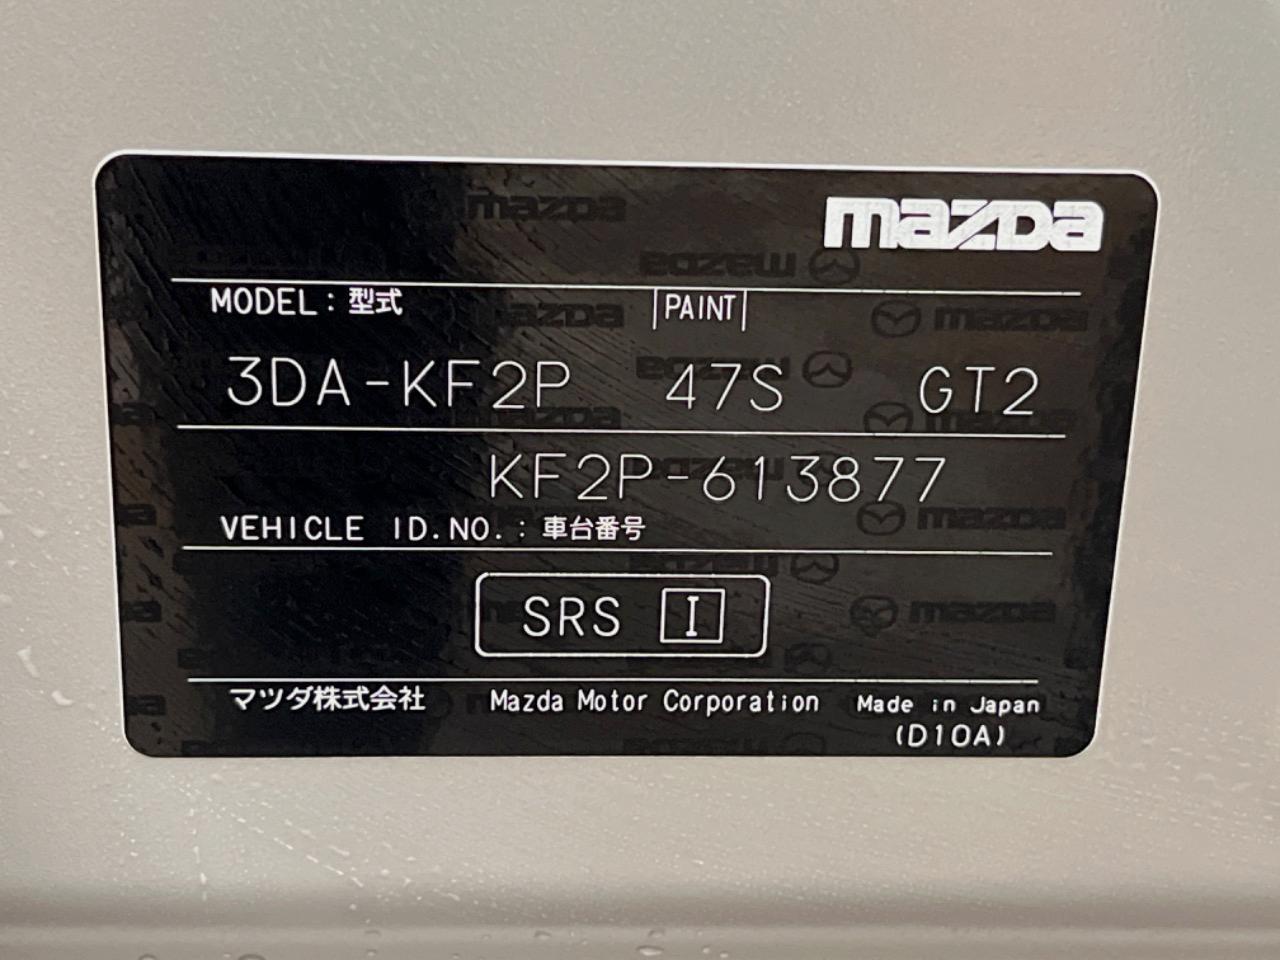 mazda
MODEL : 型式 |PAINT|
3DA-KF2P 47S GT2
KF2P-613877
VEHICLE ID.NO. : 車台番号
SRS I
マツダ株式会社 Mazda Motor Corporation Made in Japan
(D10A)